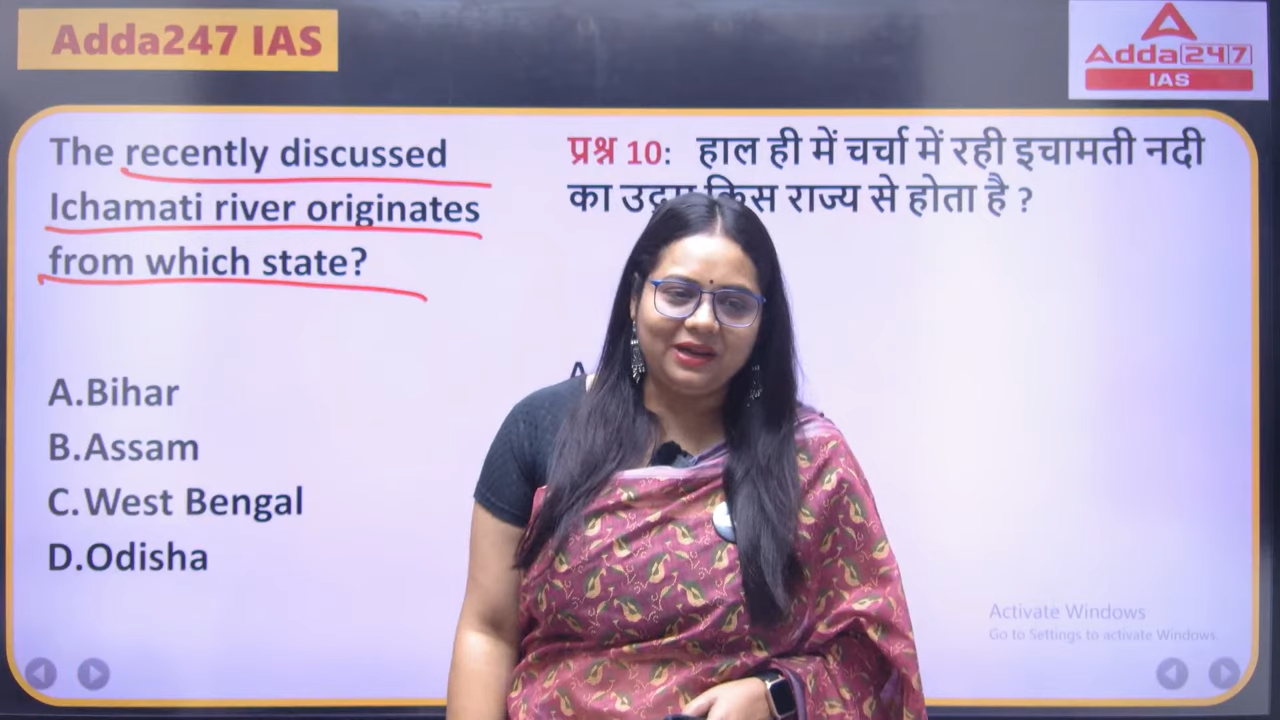 Adda247 IAS
Adda247
IAS
The recently discussed
Ichamati river originates
from which state?
A.Bihar
B.Assam
C.West Bengal
D.Odisha
प्रश्न 10: हाल ही में चर्चा में रही इचामती नदी
का किस राज्य से होता है ?
A
Activate Windows
Go to Settings to activate Windows.